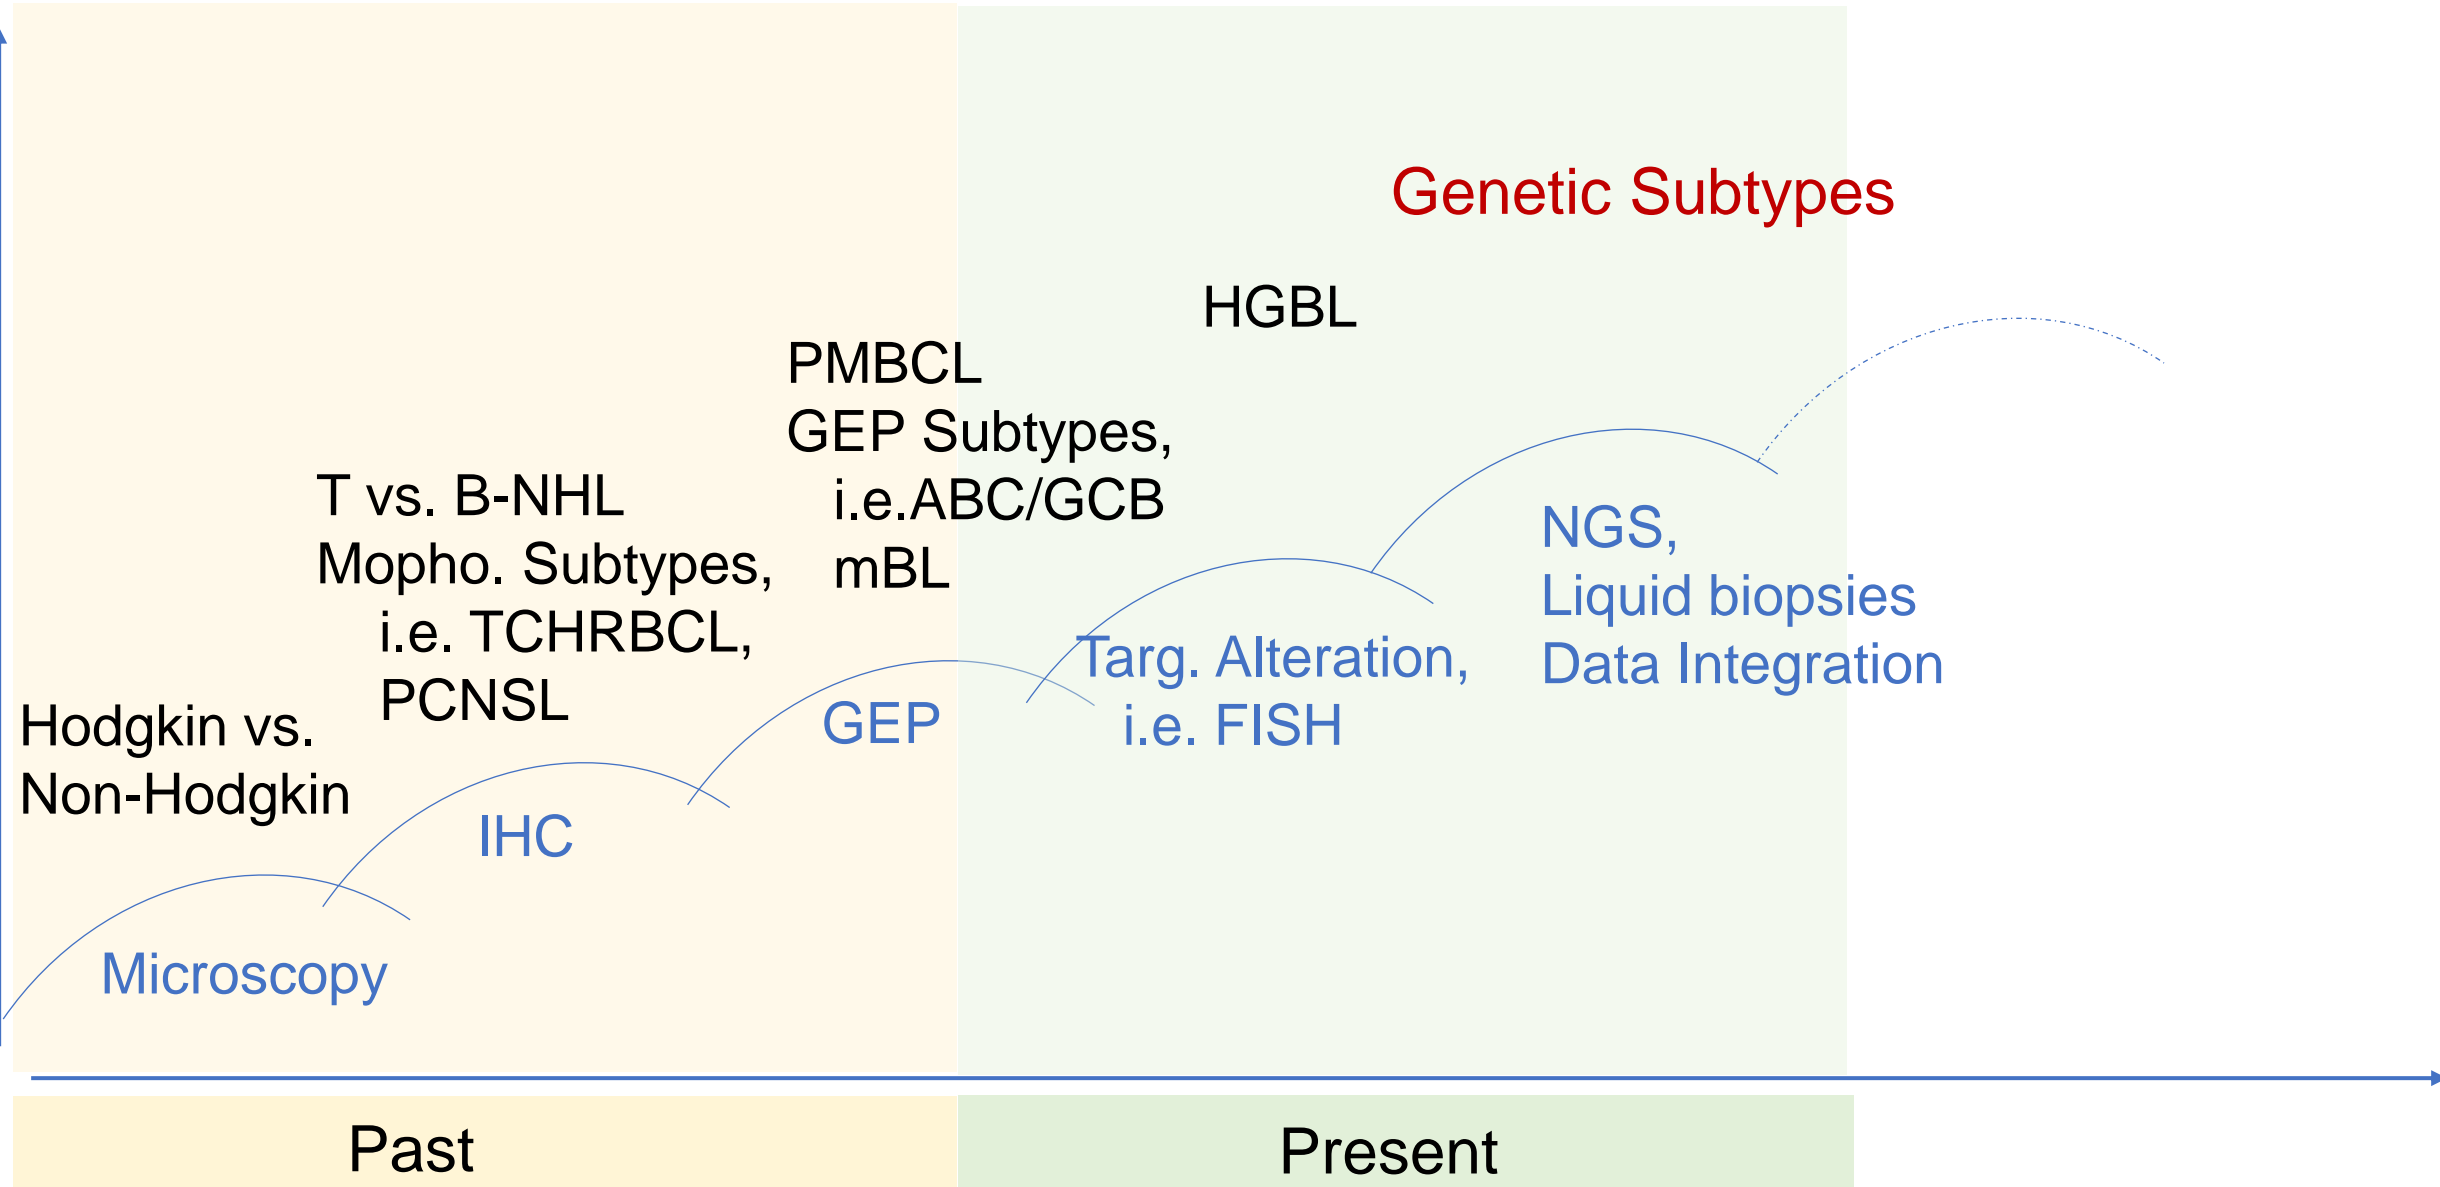 Genetic Subtypes
HGBL
PMBCL
GEP Subtypes,
i.e.ABC/GCB
mBL
T vs. B-NHL
Mopho. Subtypes,
i.e. TCHRBCL,
PCNSL
Hodgkin vs.
Non-Hodgkin
Microscopy
IHC
GEP
Targ. Alteration,
i.e. FISH
NGS,
Liquid biopsies
Data Integration
Past
Present